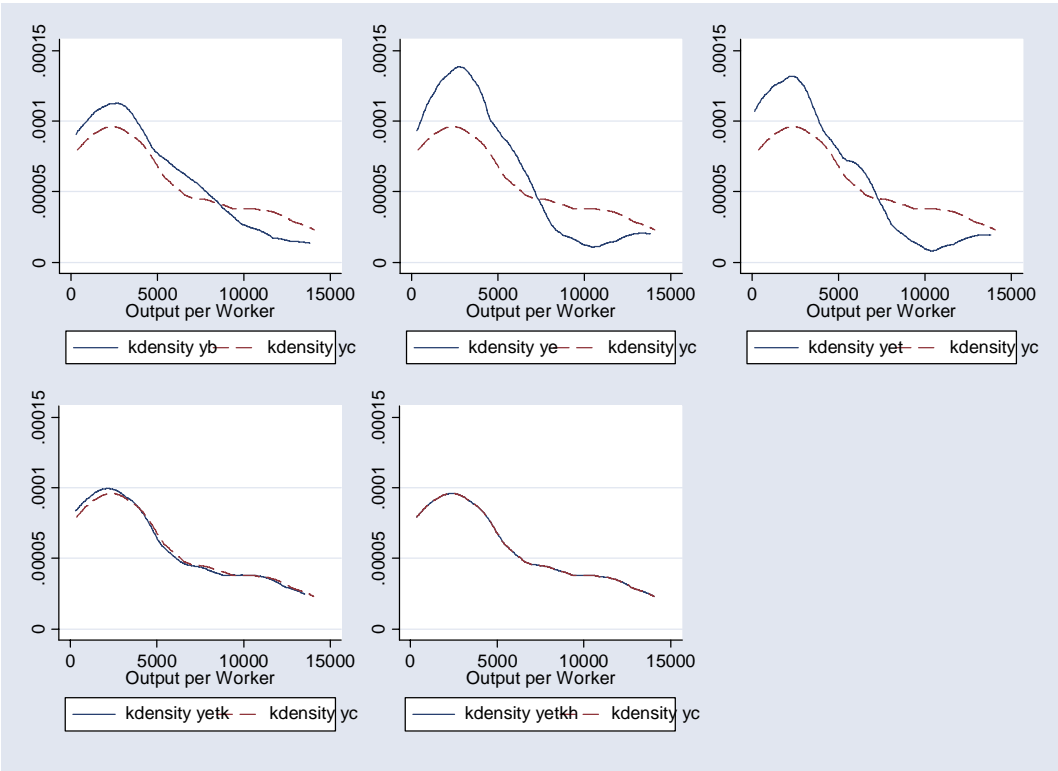 .00015
.0001
.00005
0
0 5000 10000 15000
Output per Worker
kdensity yb kdensity yc
.00015
.0001
.00005
0
0 5000 10000 15000
Output per Worker
kdensity ye kdensity yc
.00015
.0001
.00005
0
0 5000 10000 15000
Output per Worker
kdensity yet kdensity yc
.00015
.0001
.00005
0
0 5000 10000 15000
Output per Worker
kdensity yetk kdensity yc
.00015
.0001
.00005
0
0 5000 10000 15000
Output per Worker
kdensity yetkh kdensity yc